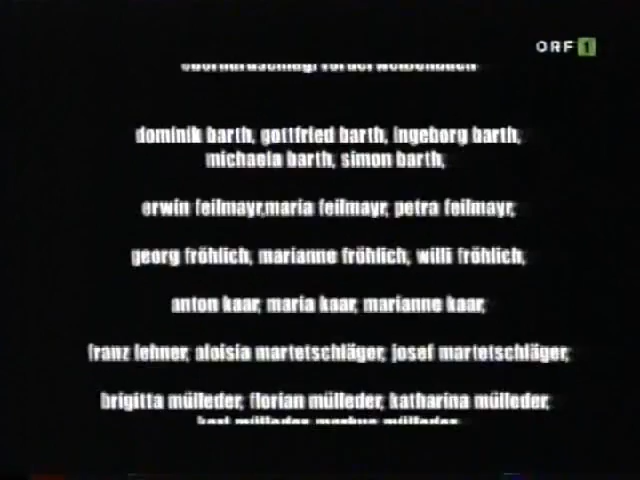 ORF 1
dominik barth, gottfried barth, ingeborg barth,
michaela barth, simon barth,
erwin feilmayr,maria feilmayr, petra feilmayr,
georg fröhlich, marianne fröhlich, willi fröhlich,
anton kaar, maria kaar, marianne kaar,
franz lehner, aloisia martetschläger, josef martetschläger,
brigitta mülleder, florian mülleder, katharina mülleder,